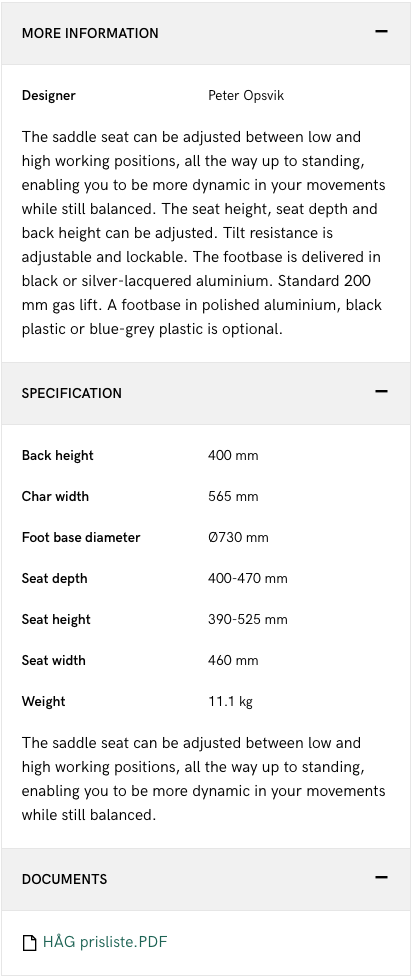 MORE INFORMATION
Designer Peter Opsvik
The saddle seat can be adjusted between low and
high working positions, all the way up to standing,
enabling you to be more dynamic in your movements
while still balanced. The seat height, seat depth and
back height can be adjusted. Tilt resistance is
adjustable and lockable. The footbase is delivered in
black or silver-lacquered aluminium. Standard 200
mm gas lift. A footbase in polished aluminium, black
plastic or blue-grey plastic is optional.
SPECIFICATION
Back height 400 mm
Char width 565 mm
Foot base diameter Ø730 mm
Seat depth 400-470 mm
Seat height 390-525 mm
Seat width 460 mm
Weight 11.1 kg
The saddle seat can be adjusted between low and
high working positions, all the way up to standing,
enabling you to be more dynamic in your movements
while still balanced.
DOCUMENTS
HÅG prisliste.PDF